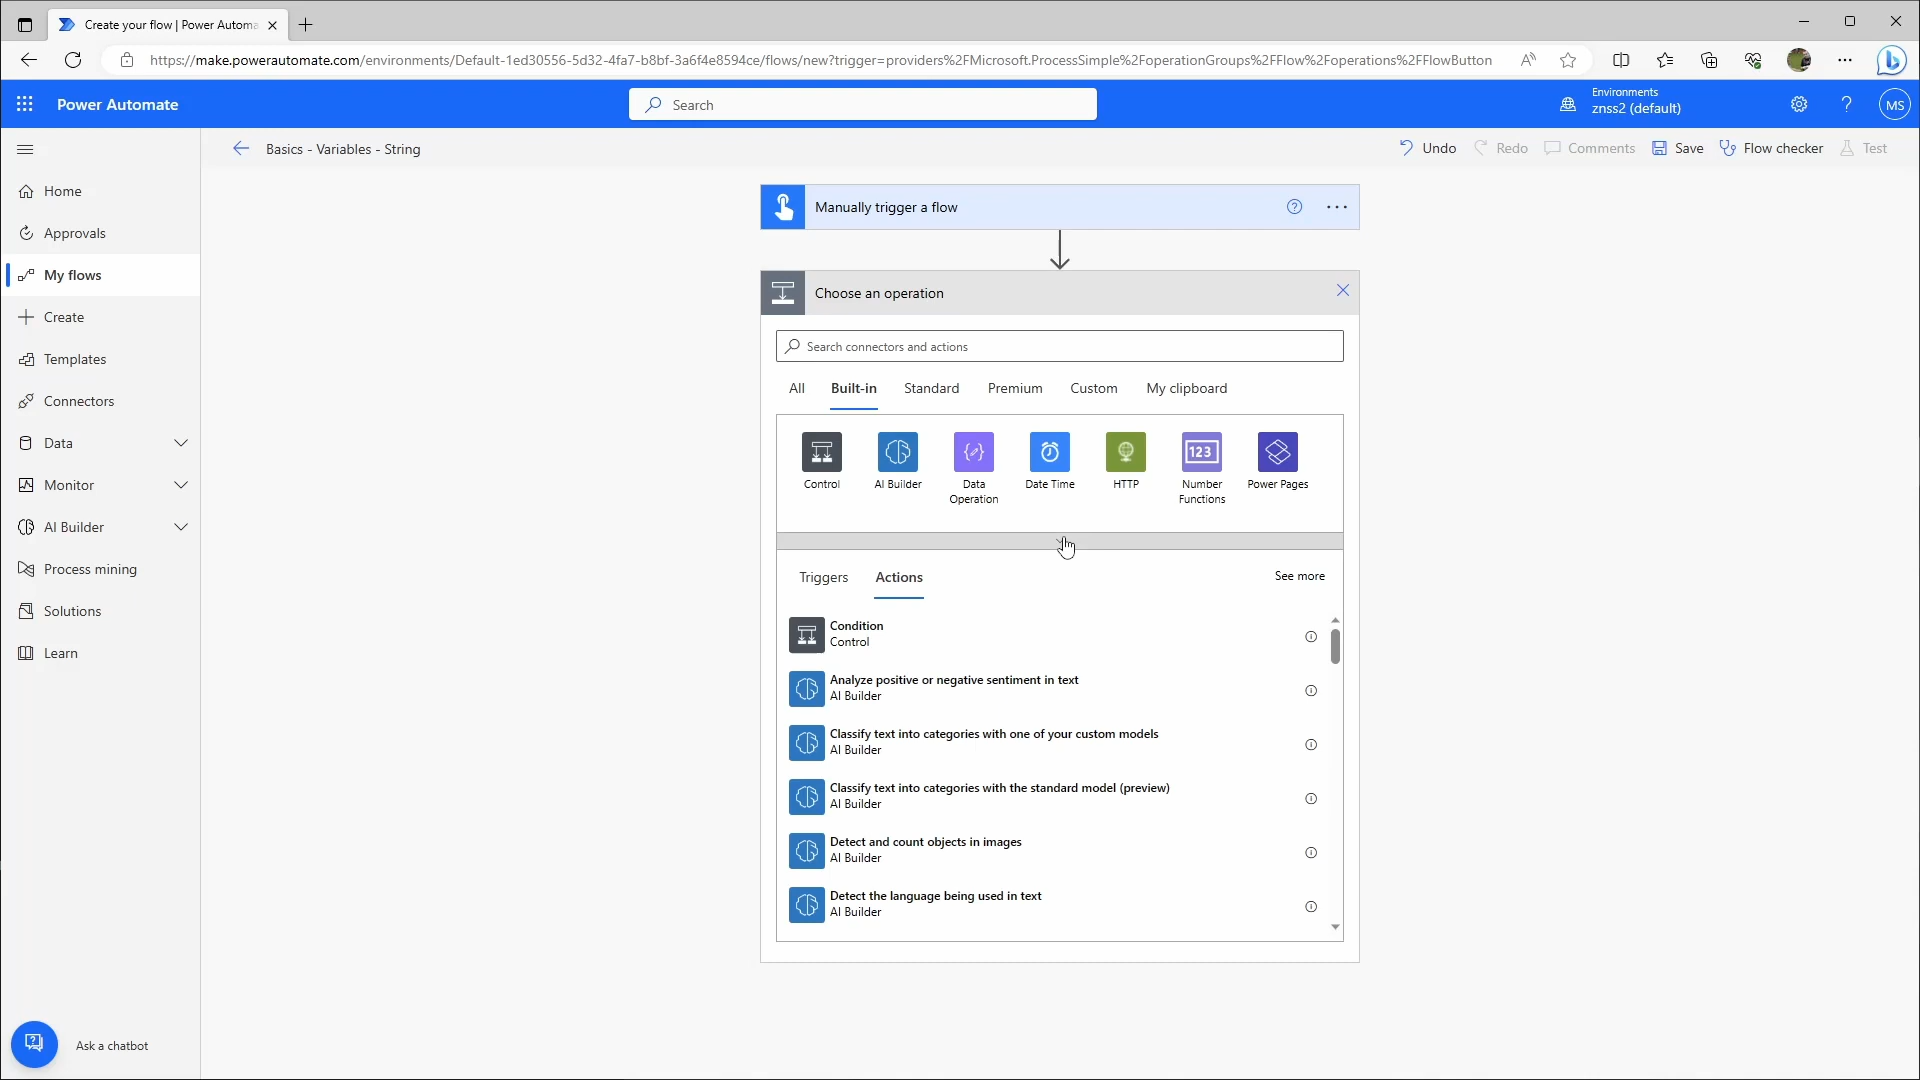 Create your flow | Power Automa
https://make.powerautomate.com/environments/Default-1ed30556-5d32-4fa7-b8bf-3a6f4e8594ce/flows/new?trigger=providers%2FMicrosoft.ProcessSimple%2FoperationGroups%2FFlow%2Foperations%2FFlowButton
Power Automate
Search
Environments
znss2 (default)
?
MS
Basics - Variables - String
Undo
Redo
Comments
Save
Flow checker
Test
Home
Approvals
My flows
Create
Templates
Connectors
Data
Monitor
AI Builder
Process mining
Solutions
Learn
Ask a chatbot
Manually trigger a flow
Choose an operation
Search connectors and actions
All
Built-in
Standard
Premium
Custom
My clipboard
Control
AI Builder
Data
Operation
Date Time
HTTP
123
Number
Functions
Power Pages
Triggers
Actions
See more
Condition
Control
Analyze positive or negative sentiment in text
AI Builder
Classify text into categories with one of your custom models
AI Builder
Classify text into categories with the standard model (preview)
AI Builder
Detect and count objects in images
AI Builder
Detect the language being used in text
AI Builder